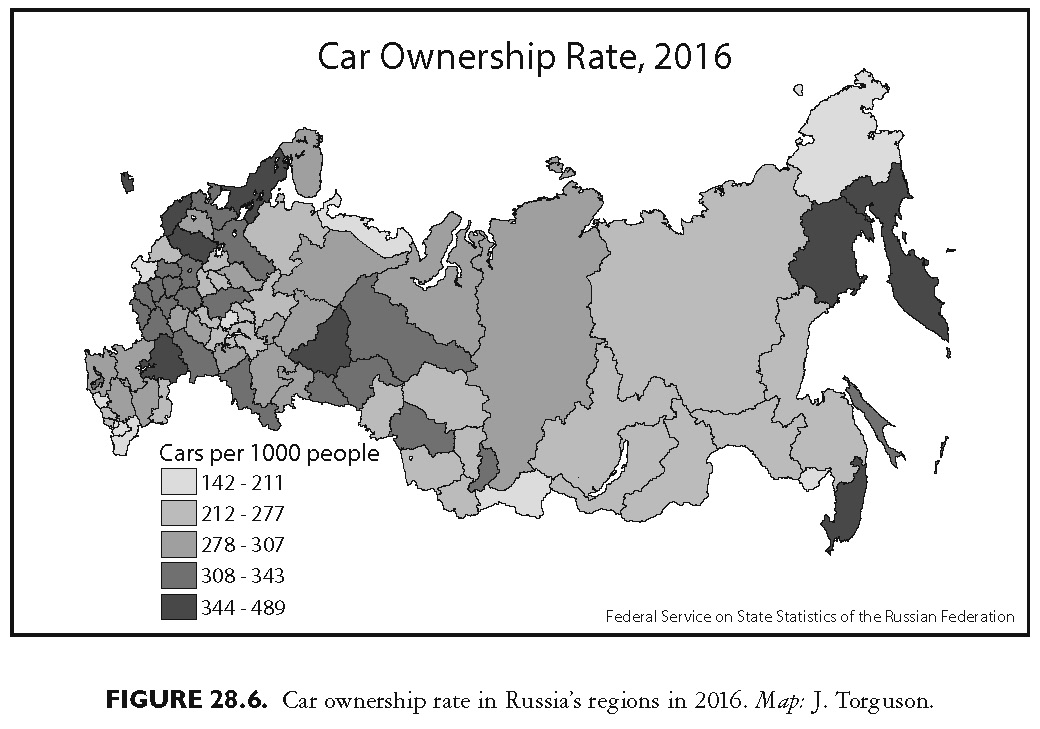 Car Ownership Rate, 2016
Cars per 1000 people
142 - 211
212 - 277
278 - 307
308 - 343
344 - 489
Federal Service on State Statistics of the Russian Federation
FIGURE 28.6. Car ownership rate in Russia's regions in 2016. Map: J. Torguson.